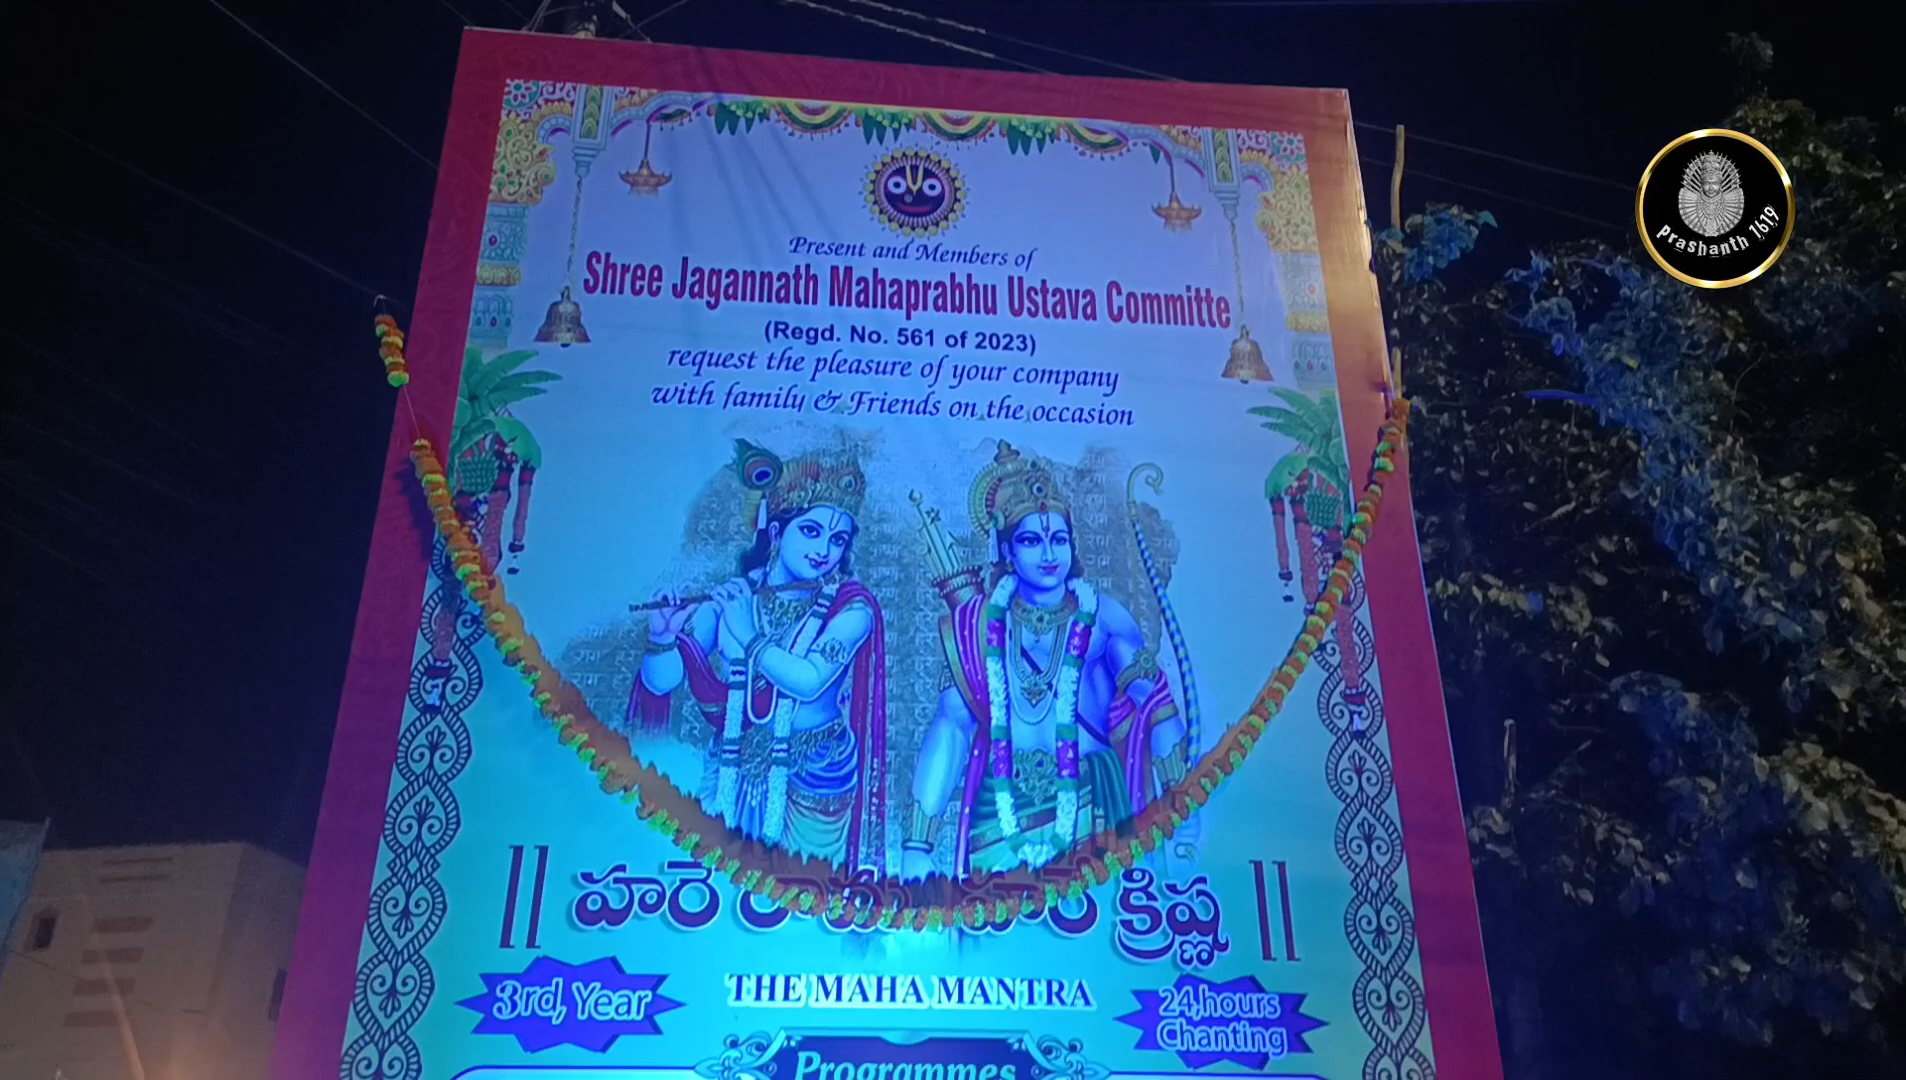 Present and Members of
Shree Jagannath Mahaprabhu Ustava Committe
(Regd. No. 561 of 2023)
request the pleasure of your company
with family & Friends on the occasion
|| హరే రామ హరే క్రిష్ణ ||
3rd, Year
THE MAHA MANTRA
24,hours
Chanting
Programmes
prashanth 1619